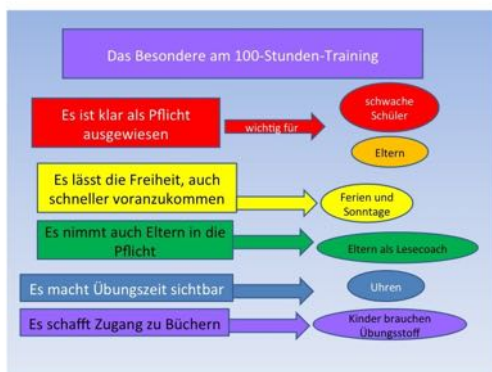 Das Besondere am 100-Stunden-Training
Es ist klar als Pflicht
ausgewiesen
wichtig für
schwache
Schüler
Eltern
Es lässt die Freiheit, auch
schneller voranzukommen
Ferien und
Sonntage
Es nimmt auch Eltern in die
Pflicht
Eltern als Lesecoach
Es macht Übungszeit sichtbar
Uhren
Es schafft Zugang zu Büchern
Kinder brauchen
Übungsstoff